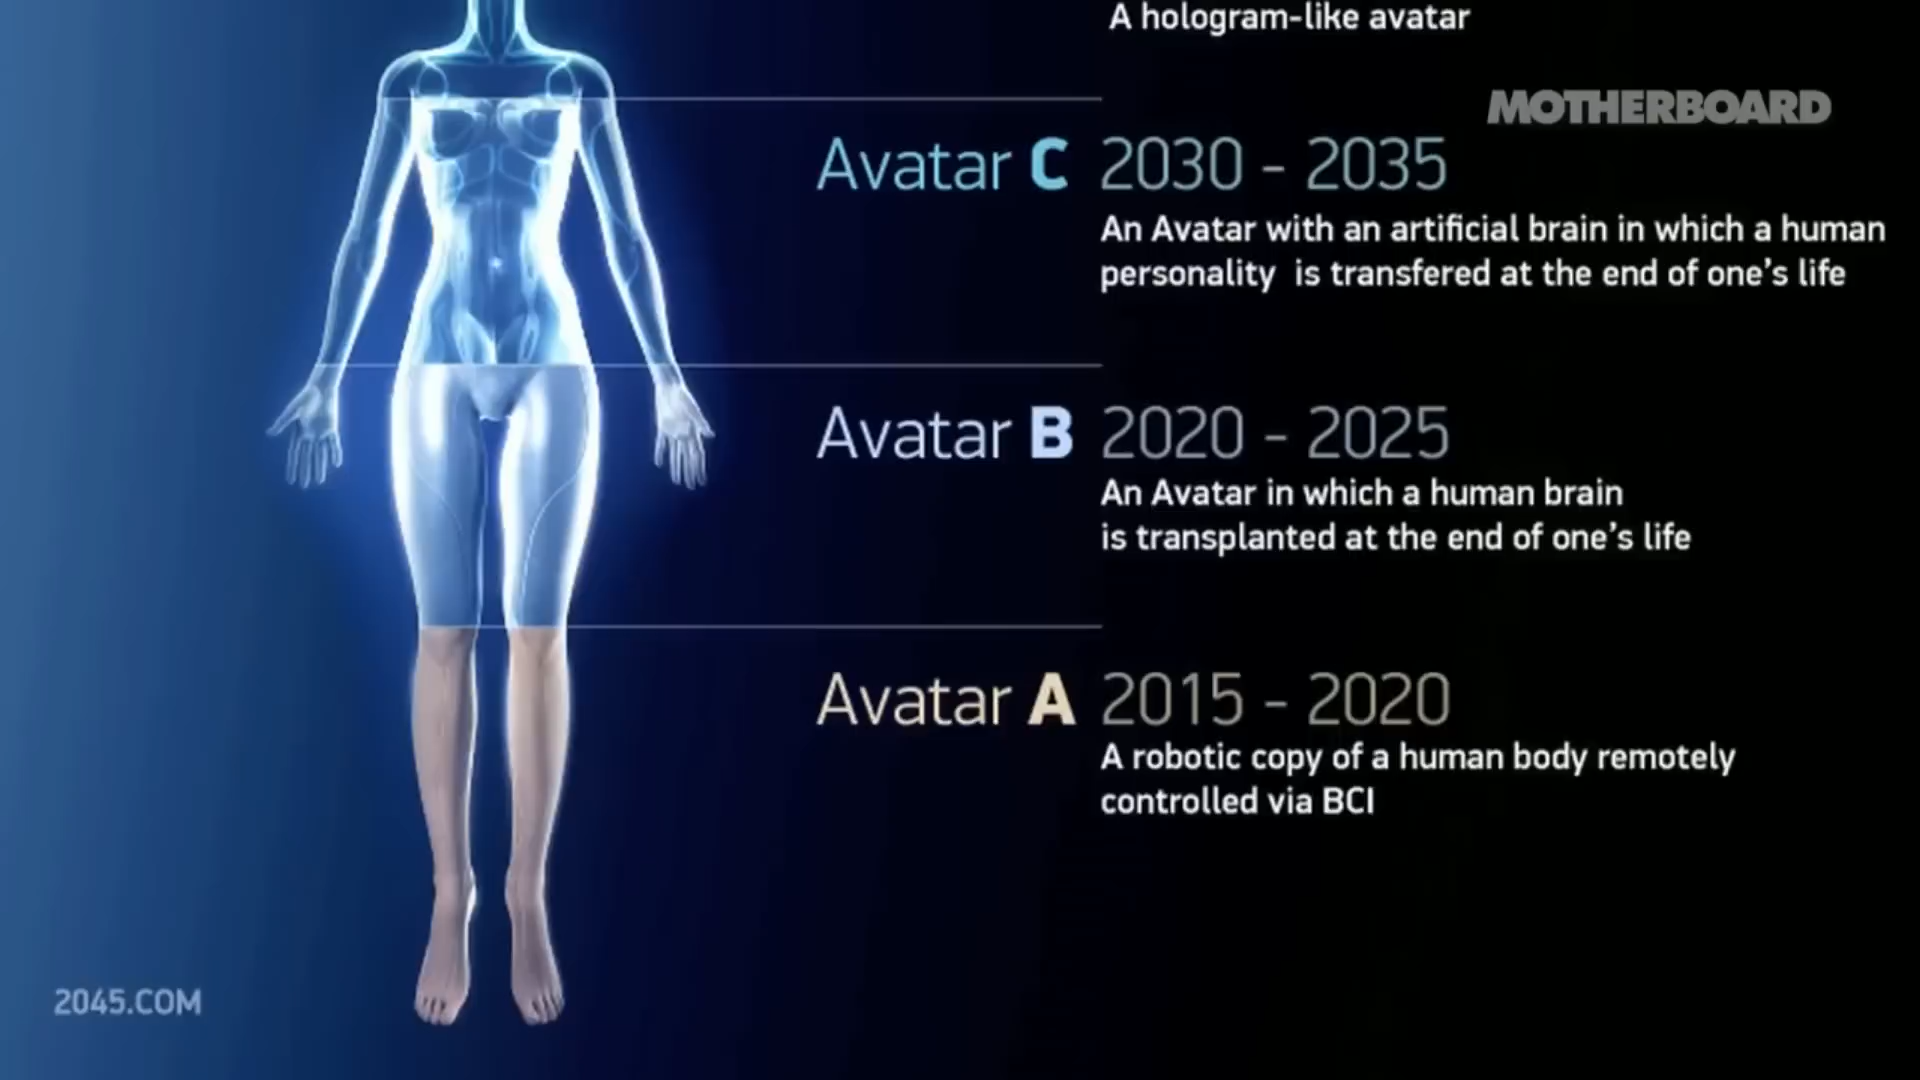 A hologram-like avatar
MOTHERBOARD
Avatar C 2030 - 2035
An Avatar with an artificial brain in which a human
personality is transfered at the end of one's life
Avatar B 2020 - 2025
An Avatar in which a human brain
is transplanted at the end of one's life
Avatar A 2015 - 2020
A robotic copy of a human body remotely
controlled via BCI
2045.COM